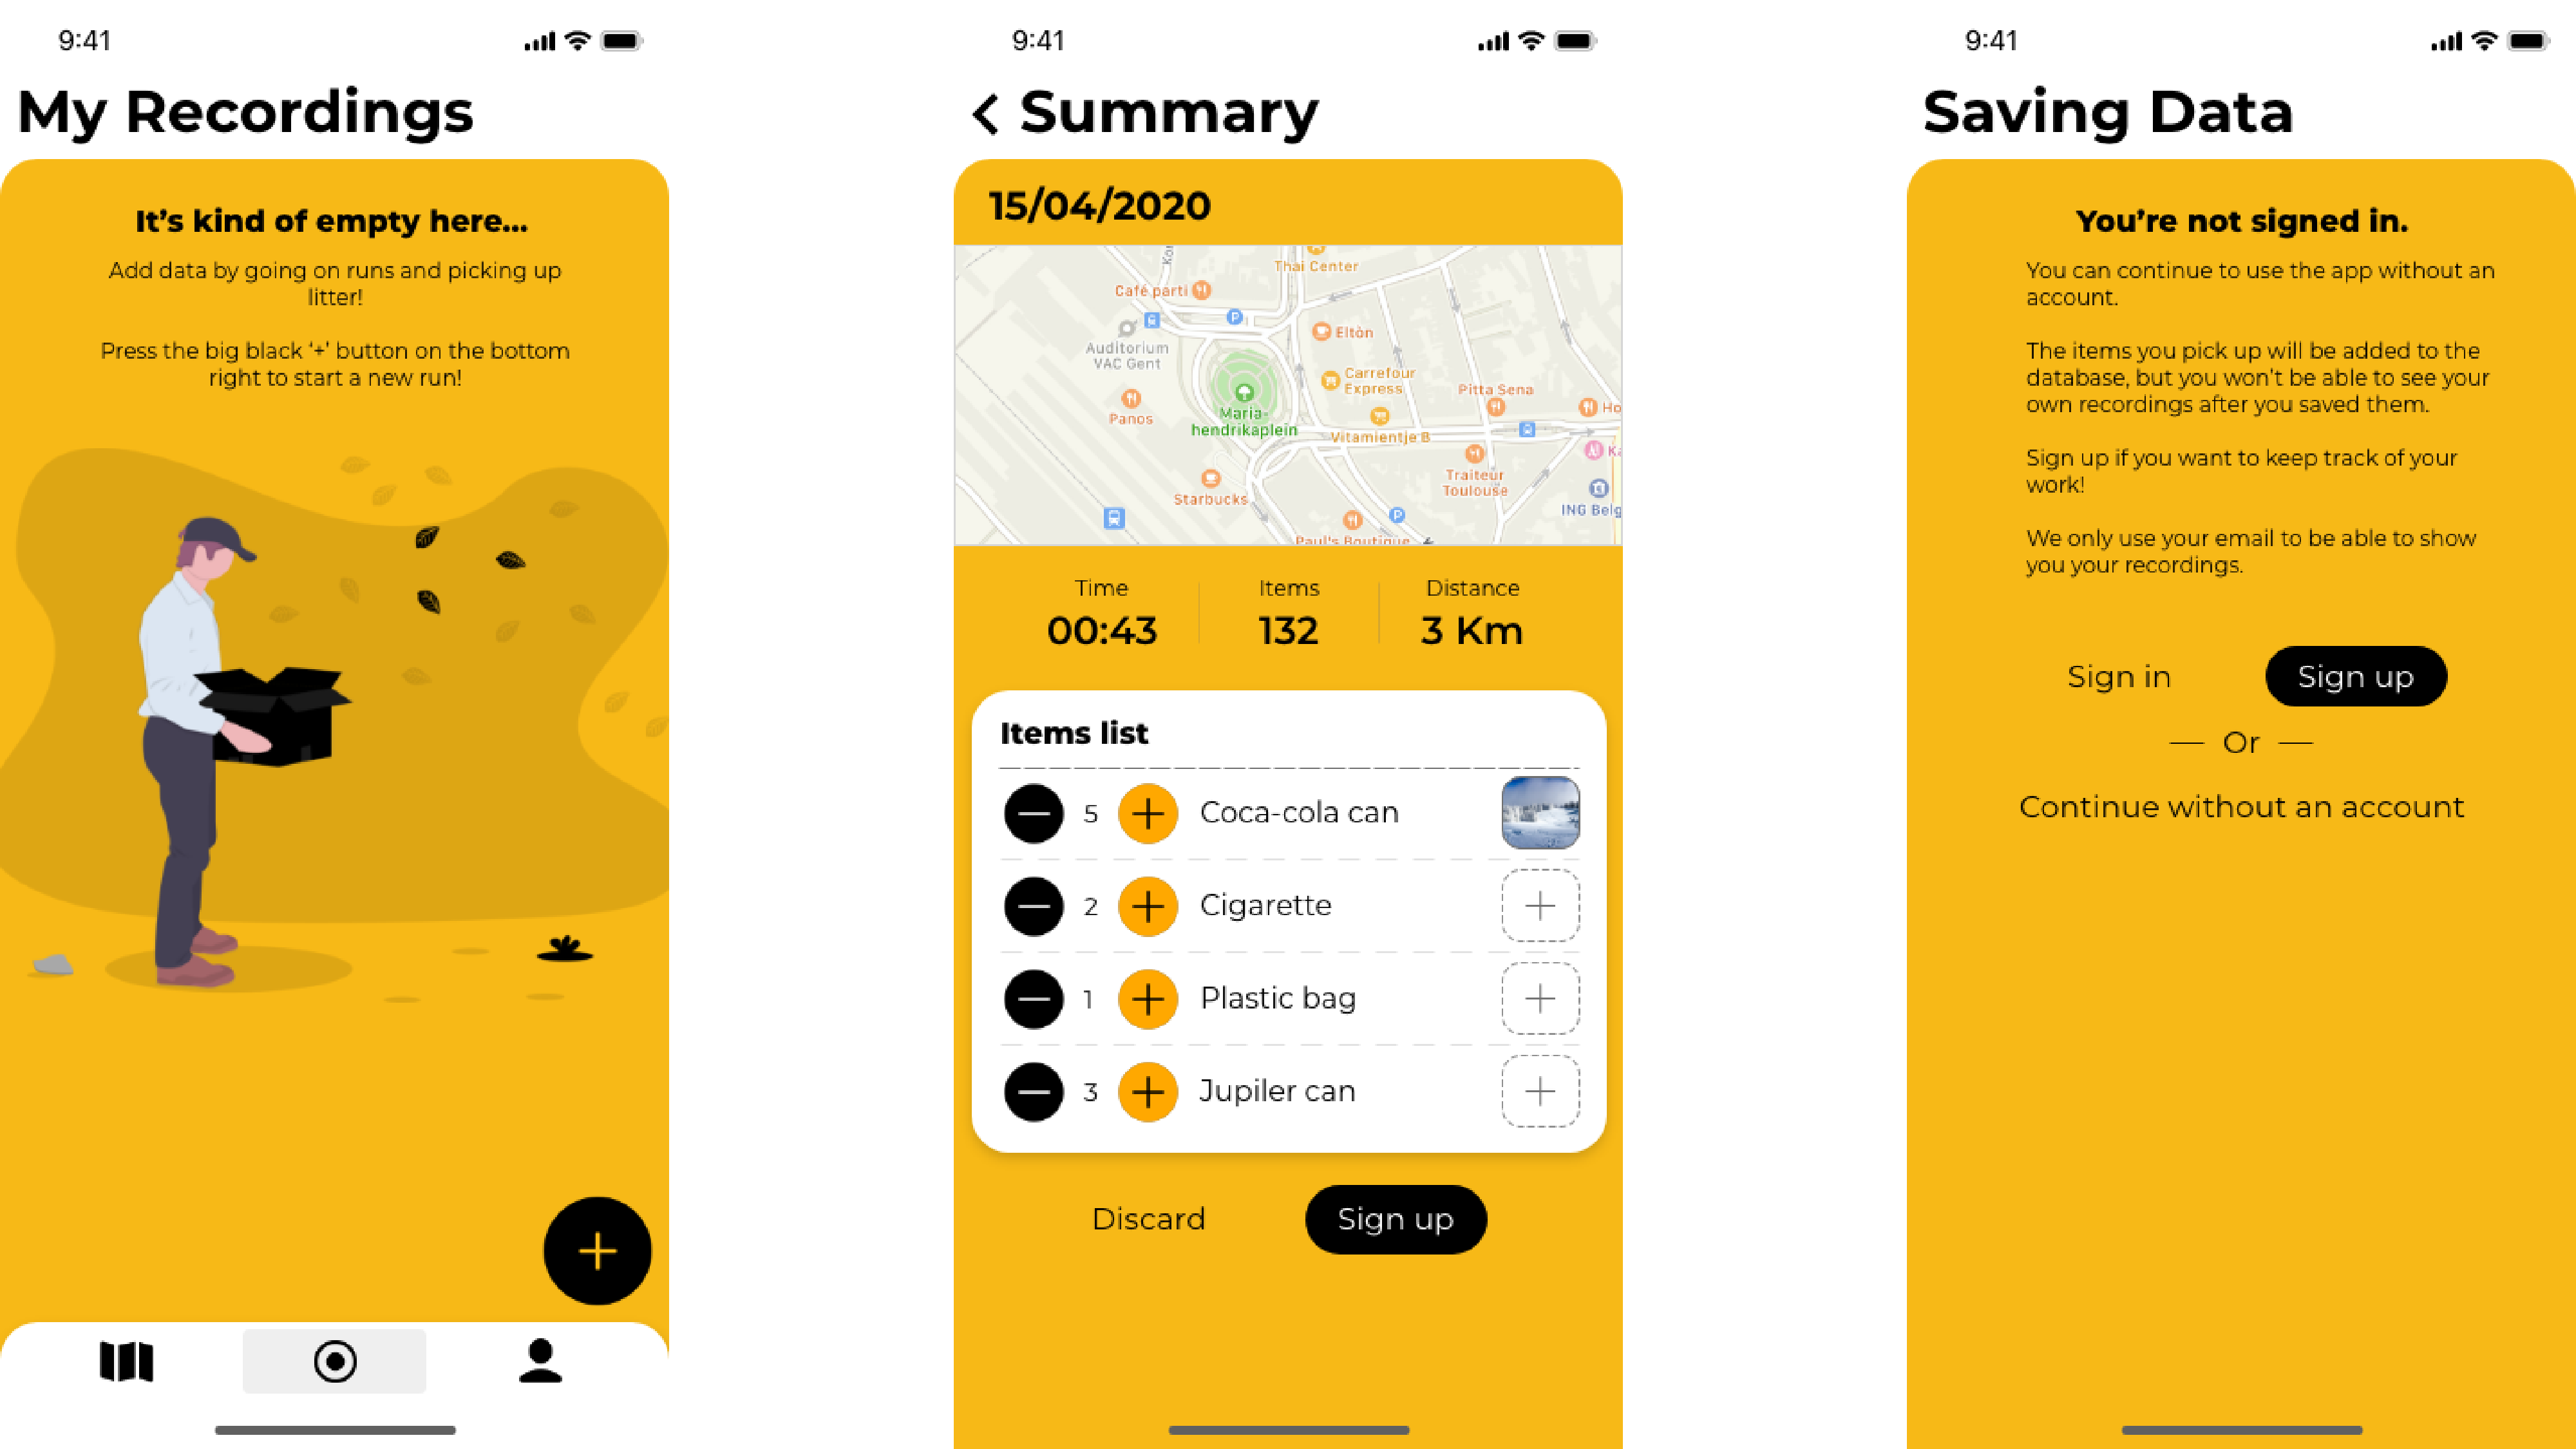 9:41
My Recordings
It's kind of empty here...
Add data by going on runs and picking up
litter!
Press the big black ‘+’ button on the bottom
right to start a new run!
9:41
Summary
15/04/2020
Thai Center
Café parti
P
Eltòn
Auditorium
VAC Gent
Carrefour
Express
Pitta Sena
Panos
Maria-
hendrikaplein
Vitamientje B
Traiteur
Toulouse
Starbucks
P
ING Belg
Paul's Boutique
Time
00:43
Items
132
Distance
3 Km
Items list
5 Coca-cola can
2 Cigarette
1 Plastic bag
3 Jupiler can
Discard
Sign up
9:41
Saving Data
You're not signed in.
You can continue to use the app without an
account.
The items you pick up will be added to the
database, but you won't be able to see your
own recordings after you saved them.
Sign up if you want to keep track of your
work!
We only use your email to be able to show
you your recordings.
Sign in
Sign up
Or
Continue without an account